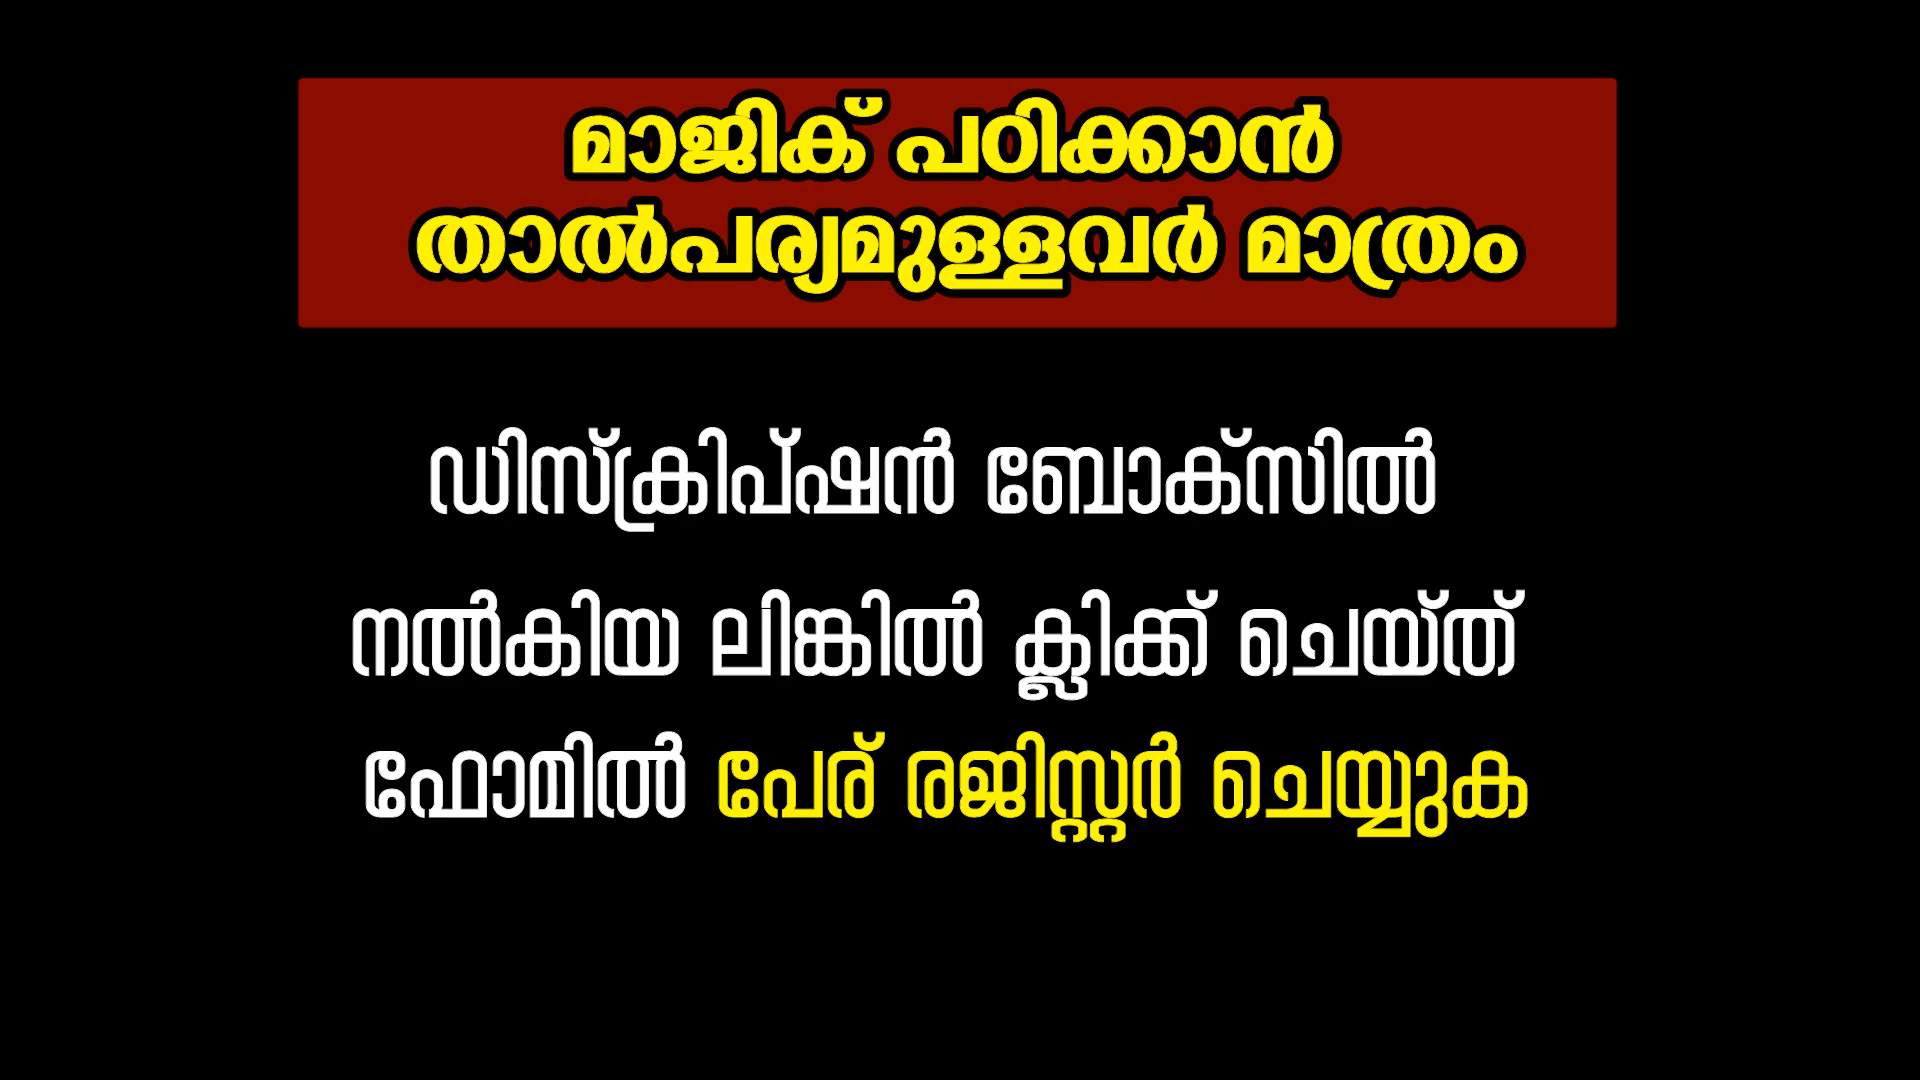 മാജിക് പഠിക്കാൻ
താൽപര്യമുള്ളവർ മാത്രം
ഡിസ്ക്രിപ്ഷൻ ബോക്സിൽ
നൽകിയ ലിങ്കിൽ ക്ലിക്ക് ചെയ്ത്
ഫോമിൽ പേര് രജിസ്റ്റർ ചെയ്യുക